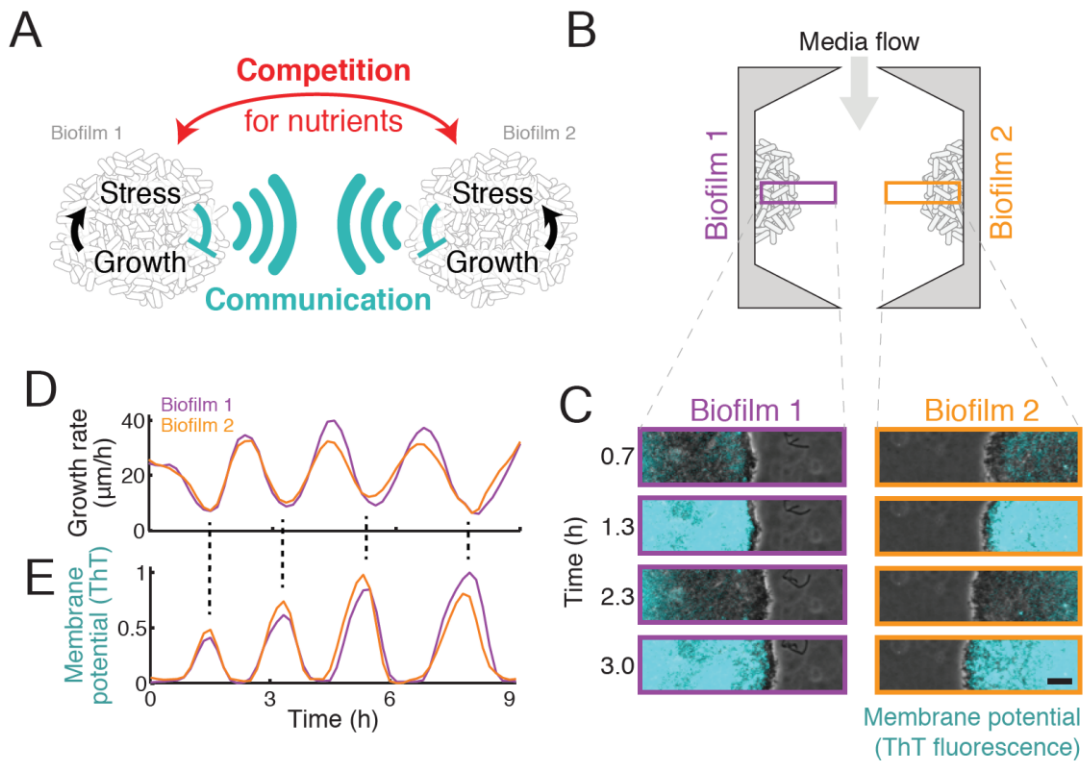 A
Competition
for nutrients
Biofilm 1
Biofilm 2
Stress
Growth
Stress
Growth
Communication
B
Media flow
Biofilm 1
Biofilm 2
C
Biofilm 1
Biofilm 2
Time (h)
0.7
1.3
2.3
3.0
Membrane potential
(ThT fluorescence)
D
Biofilm 1
Biofilm 2
Growth rate
(µm/h)
40
20
0
E
Membrane
potential (ThT)
1
0.5
0
0
3
6
9
Time (h)